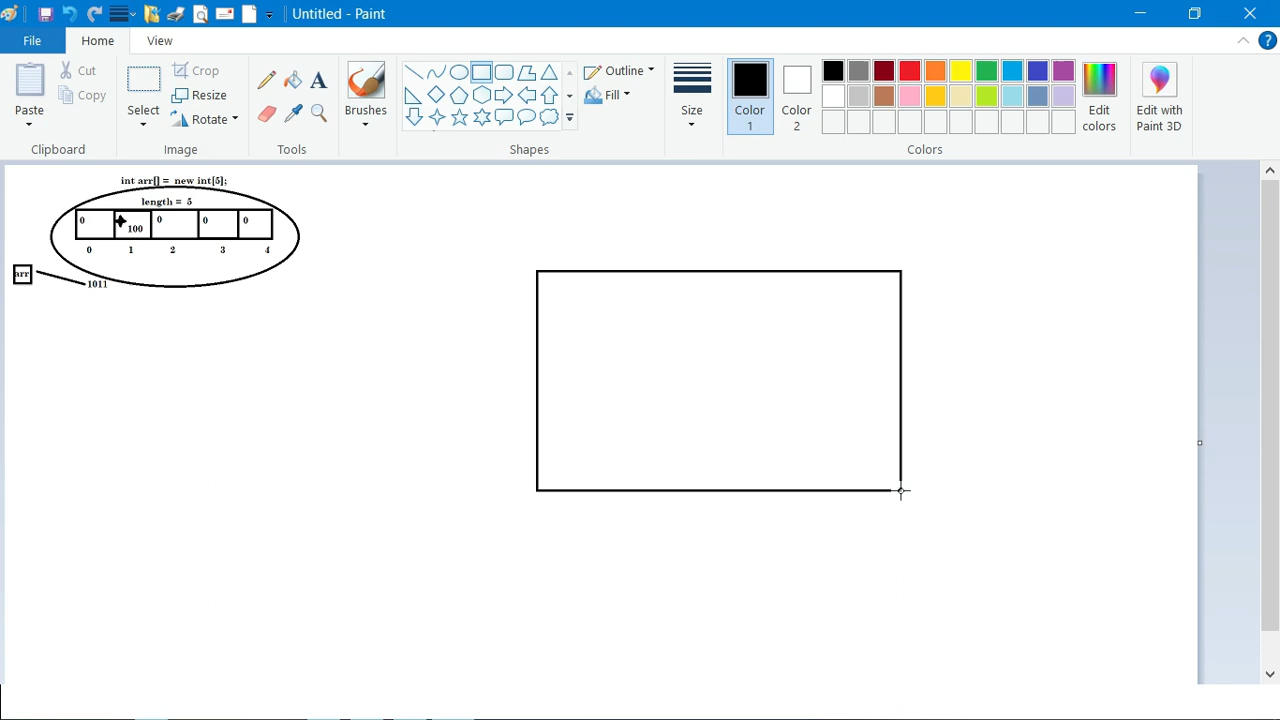 Untitled - Paint
File Home View
Paste
Cut
Copy
Clipboard
Select
Crop
Resize
Rotate
Image
A
Tools
Brushes
Outline
Fill
Shapes
Size
Color 1
Color 2
Edit colors
Colors
Edit with Paint 3D
?
int arr[] = new int[5];
length = 5
0 100 0 0 0
0 1 2 3 4
arr
1011